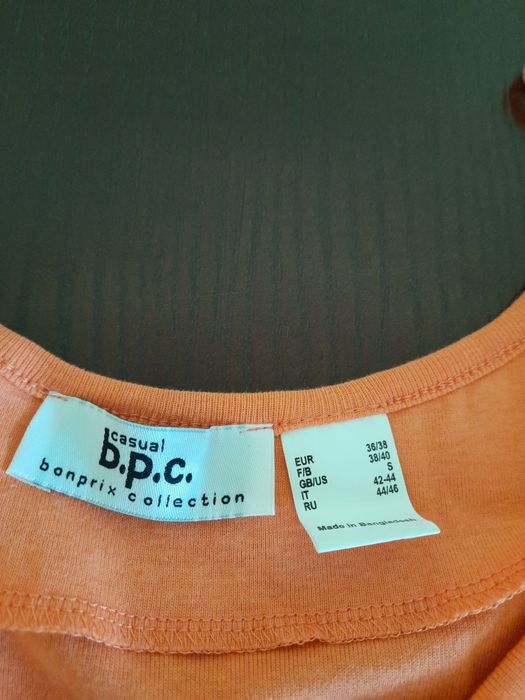 casual
b.p.c.
bonprix collection
EUR 36/38
F/B 38/40
GB/US S
IT 42-44
RU 44/46
Made in Bangladesh